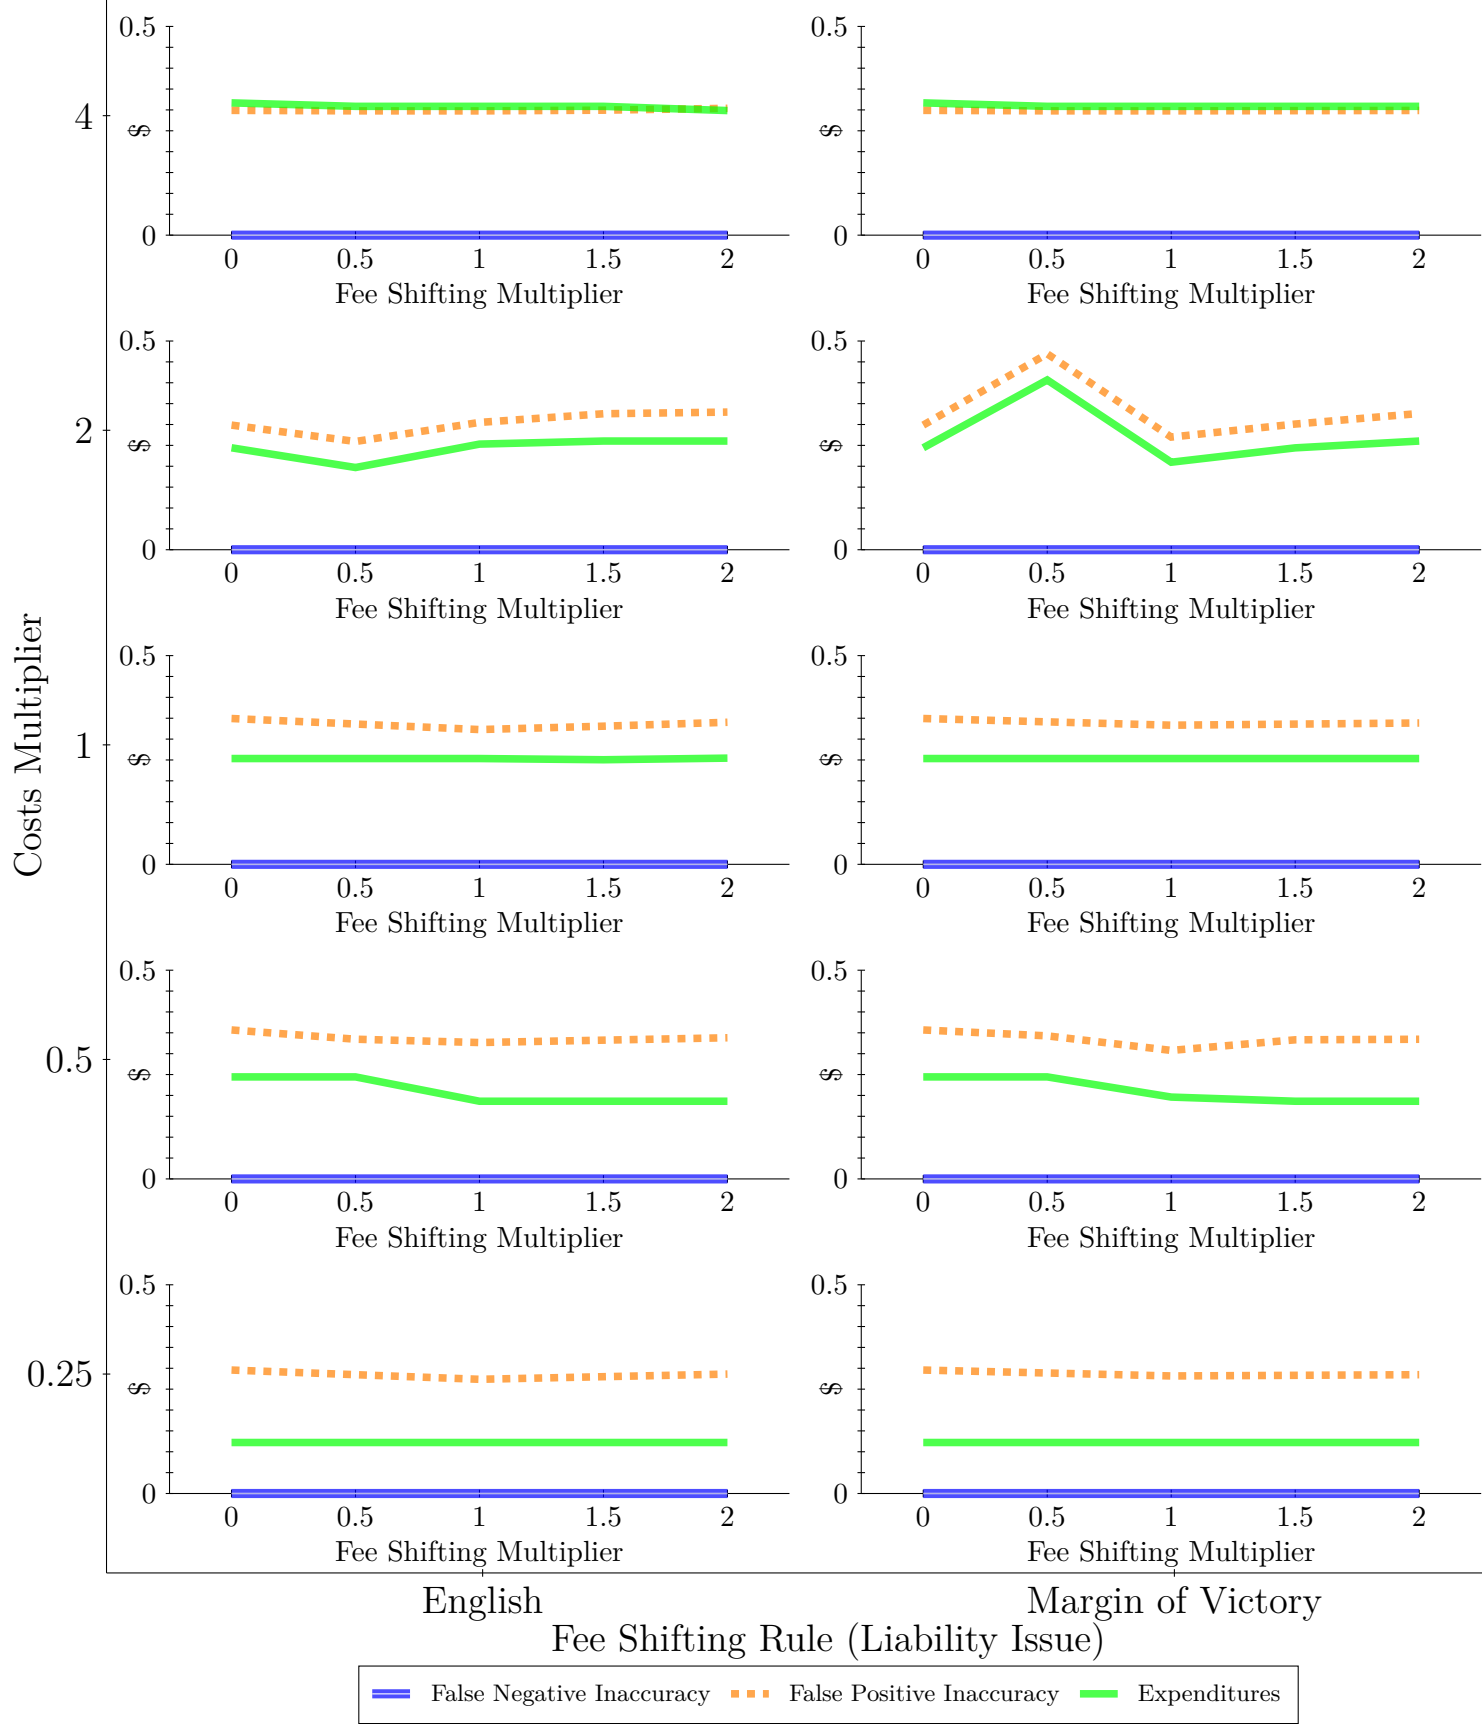 0.5
$
0
0 0.5 1 1.5 2
Fee Shifting Multiplier
0.5
$
0
0 0.5 1 1.5 2
Fee Shifting Multiplier
0.5
$
0
0 0.5 1 1.5 2
Fee Shifting Multiplier
0.5
$
0
0 0.5 1 1.5 2
Fee Shifting Multiplier
0.5
$
0
0 0.5 1 1.5 2
Fee Shifting Multiplier
0.5
$
0
0 0.5 1 1.5 2
Fee Shifting Multiplier
0.5
$
0
0 0.5 1 1.5 2
Fee Shifting Multiplier
0.5
$
0
0 0.5 1 1.5 2
Fee Shifting Multiplier
0.5
$
0
0 0.5 1 1.5 2
Fee Shifting Multiplier
0.5
$
0
0 0.5 1 1.5 2
Fee Shifting Multiplier
4
2
1
0.5
0.25
Costs Multiplier
English Margin of Victory
Fee Shifting Rule (Liability Issue)
False Negative Inaccuracy False Positive Inaccuracy Expenditures